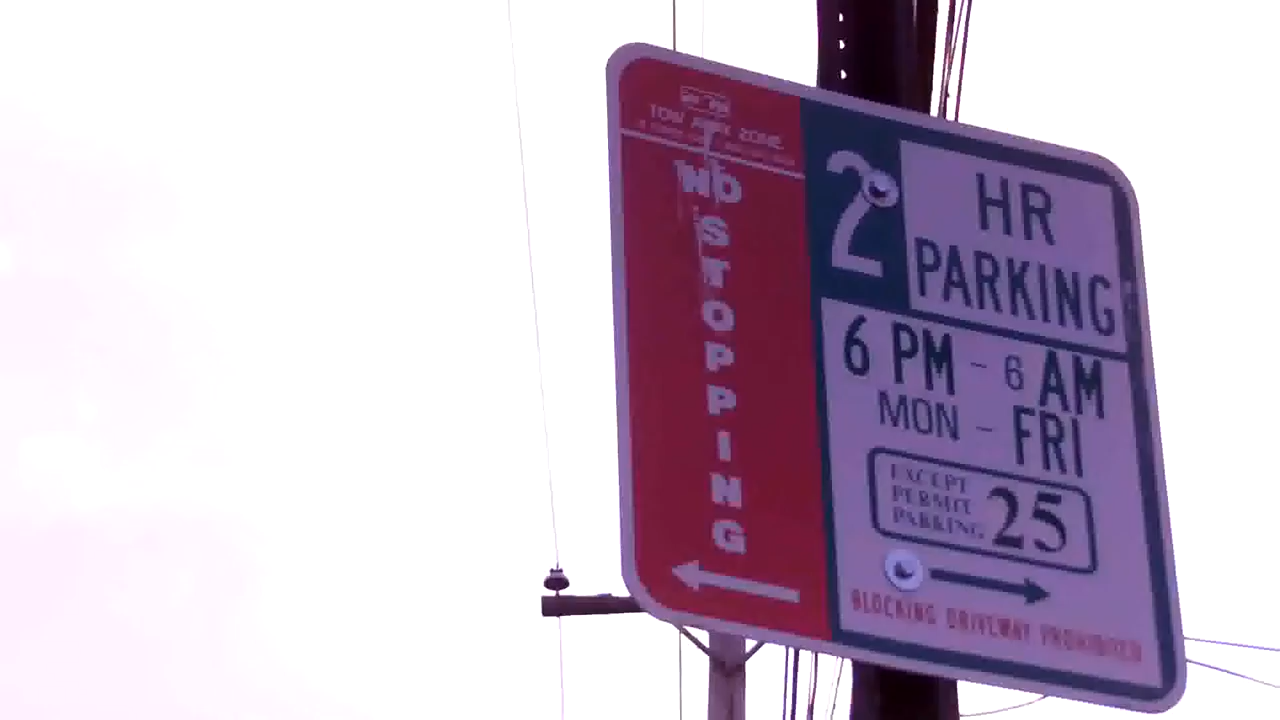 TOW AWAY ZONE
NO
STOPPING
2 HR
PARKING
6 PM - 6 AM
MON - FRI
EXCEPT
PERMIT
PARKING
25
BLOCKING DRIVEWAY PROHIBITED